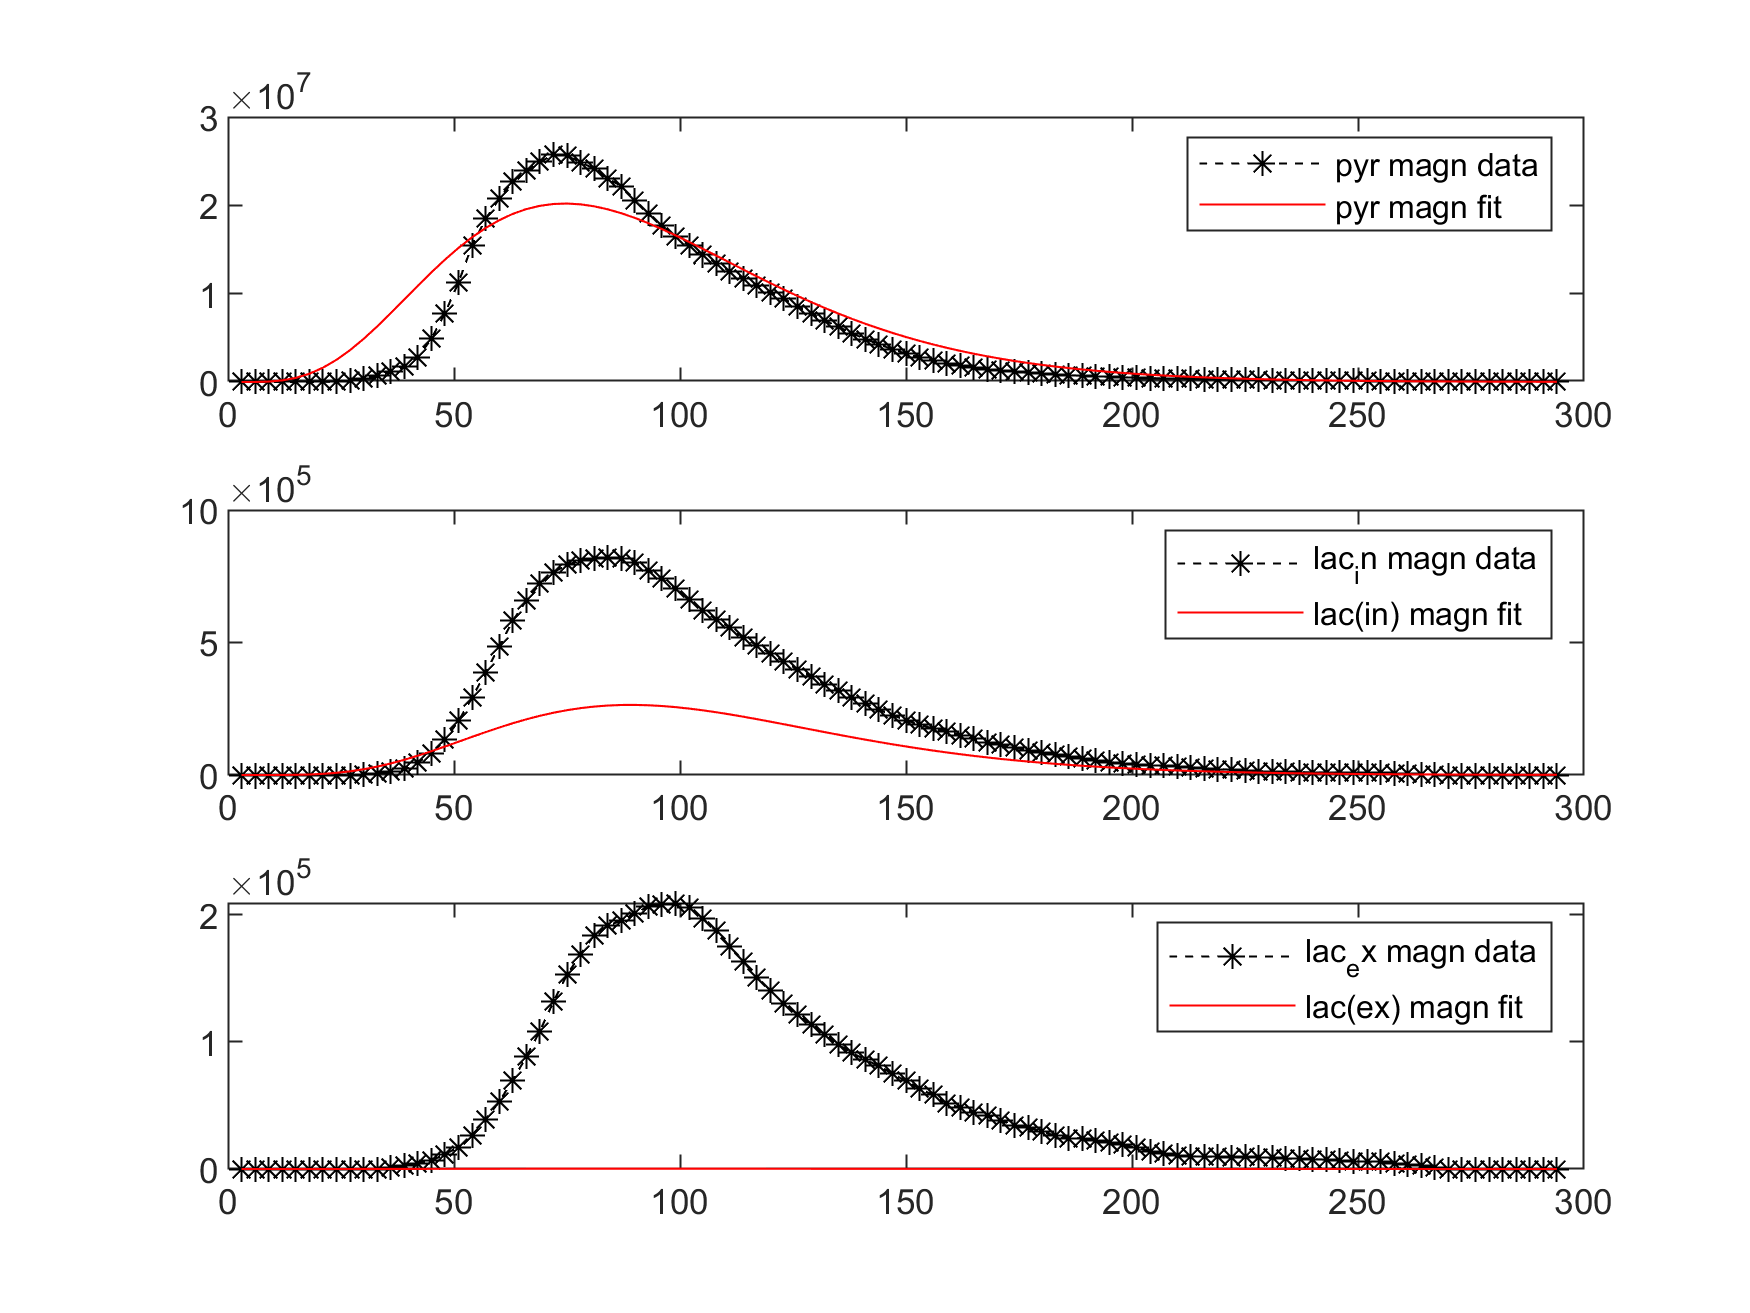 ×10^7
3
2
1
0
0 50 100 150 200 250 300
pyr magn data
pyr magn fit
×10^5
10
5
0
0 50 100 150 200 250 300
lac_in magn data
lac(in) magn fit
×10^5
2
1
0
0 50 100 150 200 250 300
lac_ex magn data
lac(ex) magn fit